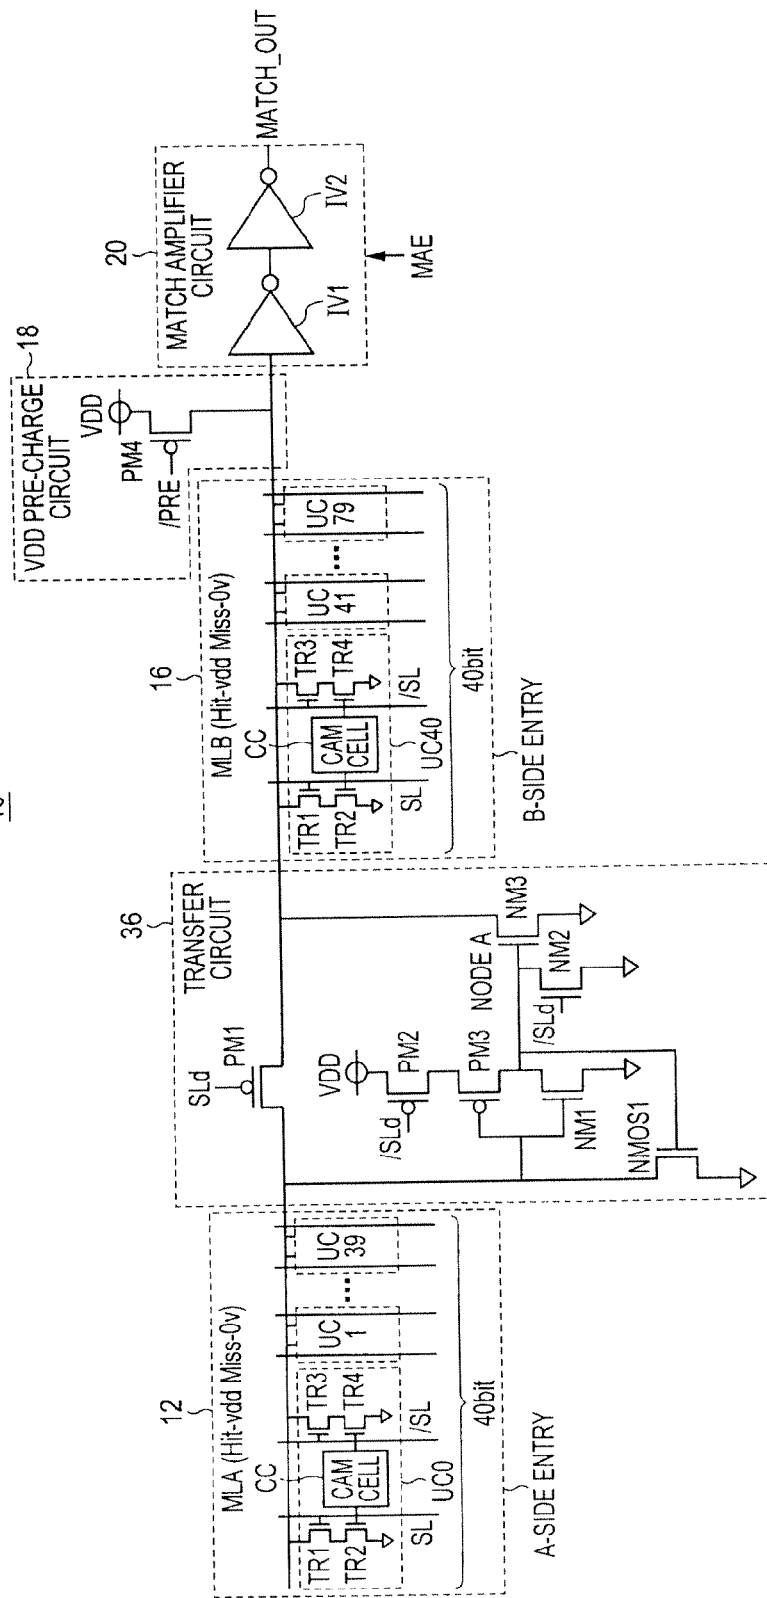 MATCH_OUT
20
MATCH AMPLIFIER
CIRCUIT
IV1
IV2
MAE
18
VDD PRE-CHARGE
CIRCUIT
VDD
PM4
/PRE
16
MLB (Hit-vdd Miss-0v)
CC
TR1
TR2
TR3
TR4
CAM
CELL
SL
/SL
UC40
UC
41
...
UC
79
40bit
B-SIDE ENTRY
36
TRANSFER
CIRCUIT
SLd
PM1
VDD
PM2
/SLd
PM3
NODE A
NM3
NM2
/SLd
NM1
NMOS1
12
MLA (Hit-vdd Miss-0v)
CC
TR1
TR2
TR3
TR4
CAM
CELL
SL
/SL
UC0
UC
1
...
UC
39
40bit
A-SIDE ENTRY